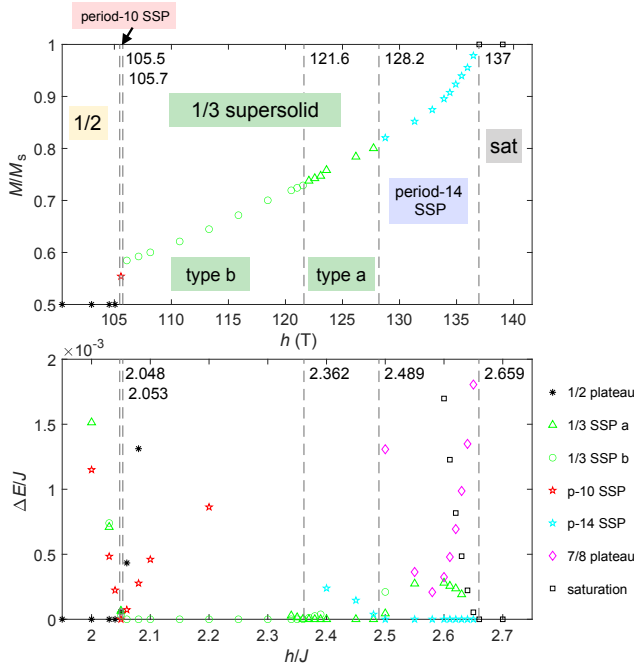 period-10 SSP
1
0.9
0.8
0.7
0.6
0.5
M/Ms
105.5
105.7
121.6
128.2
137
1/2
1/3 supersolid
sat
period-14
SSP
type b
type a
105
110
115
120
125
130
135
140
h (T)
×10⁻³
2
1.5
1
0.5
0
ΔE/J
2.048
2.053
2.362
2.489
2.659
2
2.1
2.2
2.3
2.4
2.5
2.6
2.7
h/J
1/2 plateau
1/3 SSP a
1/3 SSP b
p-10 SSP
p-14 SSP
7/8 plateau
saturation